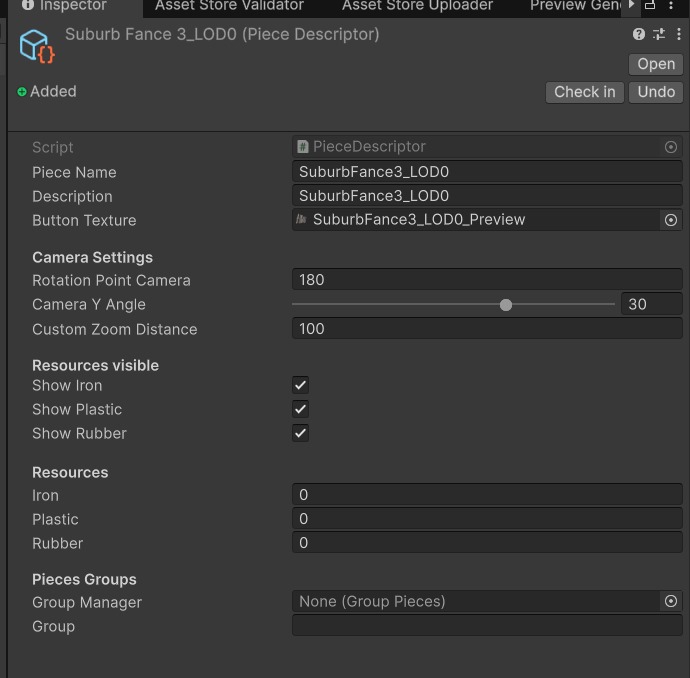 Inspector Asset Store Validator Asset Store Uploader Preview Gene
Suburb Fance 3_LOD0 (Piece Descriptor)
Open
Added Check in Undo
Script PieceDescriptor
Piece Name SuburbFance3_LOD0
Description SuburbFance3_LOD0
Button Texture SuburbFance3_LOD0_Preview
Camera Settings
Rotation Point Camera 180
Camera Y Angle 30
Custom Zoom Distance 100
Resources visible
Show Iron
Show Plastic
Show Rubber
Resources
Iron 0
Plastic 0
Rubber 0
Pieces Groups
Group Manager None (Group Pieces)
Group